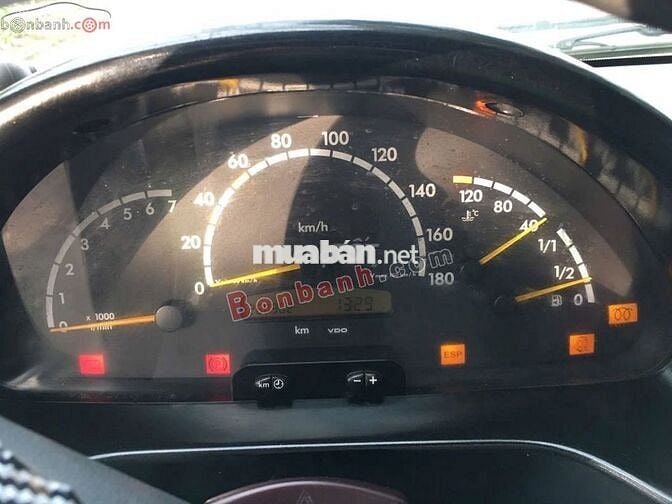 bonbanh.com
0 20 40 60 80 100 120 140 160 180
km/h
muaban.net
Bonbanh.com
0 1 2 3 4 5 6 7
x 1000
1/min
120 80 40
°C
1/1
1/2
0
1329
km VDO
ESP
km
- +